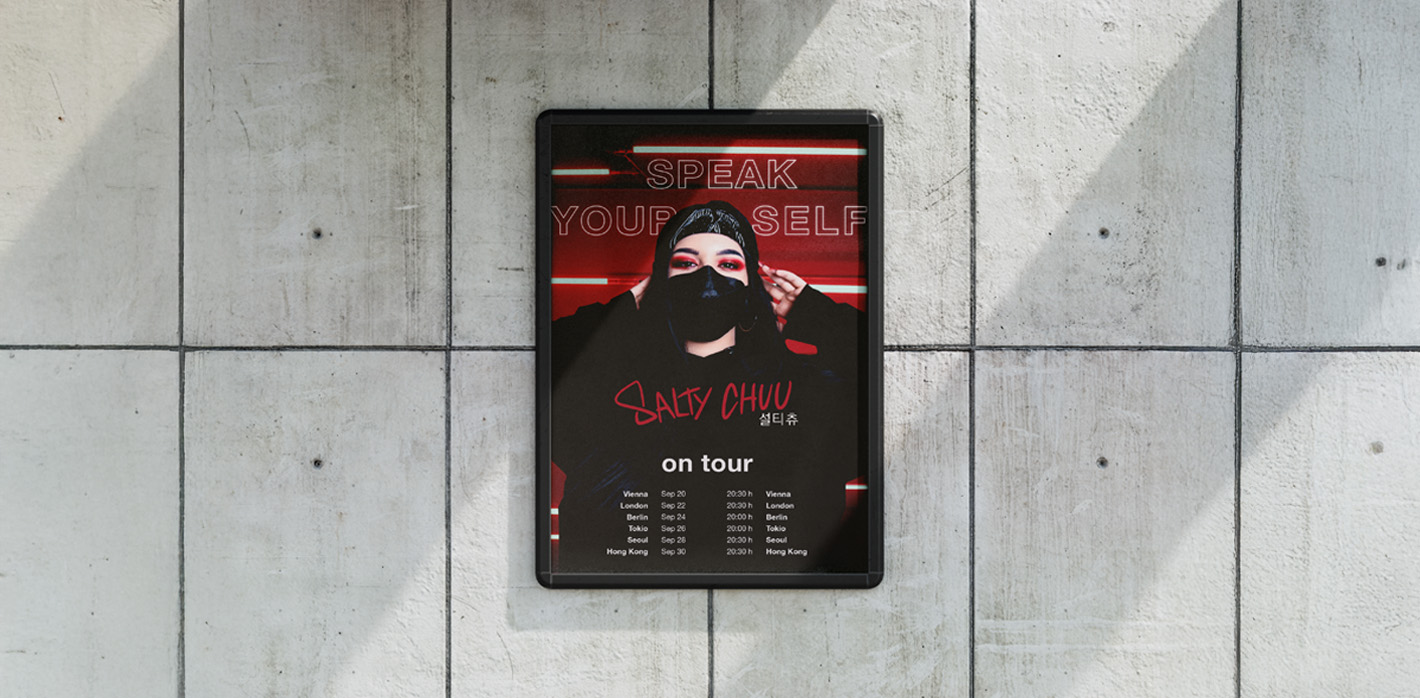 SPEAK
YOURSELF
SALTY CHUU
설티츄
on tour
Vienna Sep 20 20:30 h Vienna
London Sep 22 20:30 h London
Berlin Sep 24 20:00 h Berlin
Tokio Sep 26 20:00 h Tokio
Seoul Sep 28 20:30 h Seoul
Hong Kong Sep 30 20:30 h Hong Kong